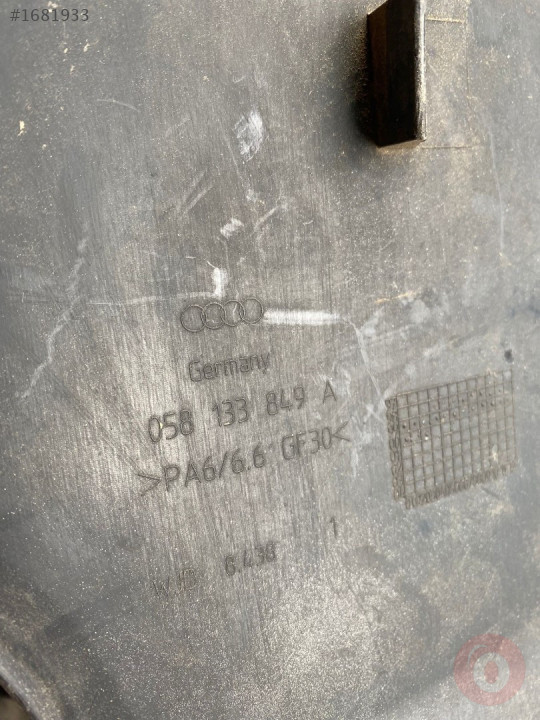 #1681933
Germany
058 133 849 A
>PA6/6.6 GF30<
1